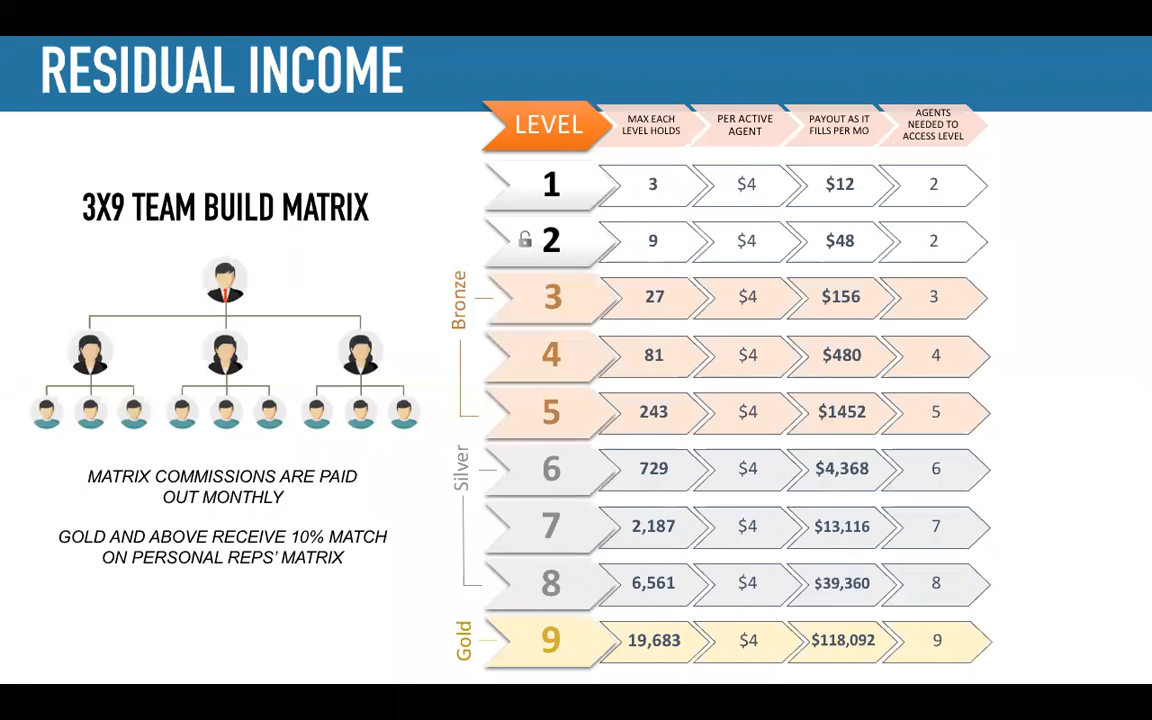 RESIDUAL INCOME
LEVEL
MAX EACH
LEVEL HOLDS
PER ACTIVE
AGENT
PAYOUT AS IT
FILLS PER MO
AGENTS
NEEDED TO
ACCESS LEVEL
3X9 TEAM BUILD MATRIX
1 3 $4 $12 2
2 9 $4 $48 2
Bronze
3 27 $4 $156 3
4 81 $4 $480 4
5 243 $4 $1452 5
Silver
6 729 $4 $4,368 6
7 2,187 $4 $13,116 7
8 6,561 $4 $39,360 8
Gold
9 19,683 $4 $118,092 9
MATRIX COMMISSIONS ARE PAID
OUT MONTHLY
GOLD AND ABOVE RECEIVE 10% MATCH
ON PERSONAL REPS' MATRIX